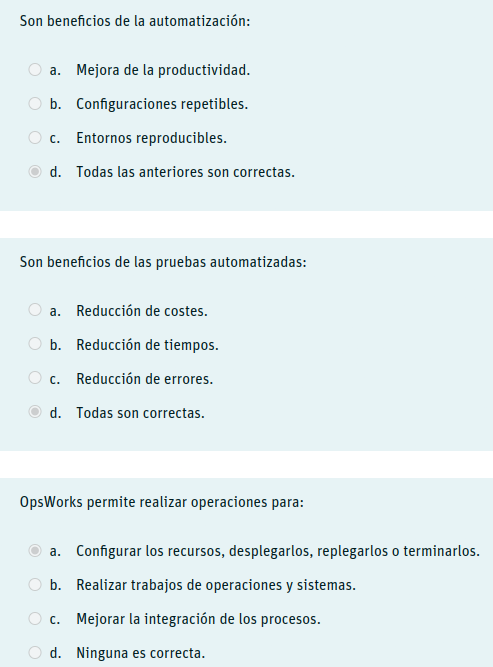 Son beneficios de la automatización:
a. Mejora de la productividad.
b. Configuraciones repetibles.
c. Entornos reproducibles.
d. Todas las anteriores son correctas.
Son beneficios de las pruebas automatizadas:
a. Reducción de costes.
b. Reducción de tiempos.
c. Reducción de errores.
d. Todas son correctas.
OpsWorks permite realizar operaciones para:
a. Configurar los recursos, desplegarlos, replegarlos o terminarlos.
b. Realizar trabajos de operaciones y sistemas.
c. Mejorar la integración de los procesos.
d. Ninguna es correcta.